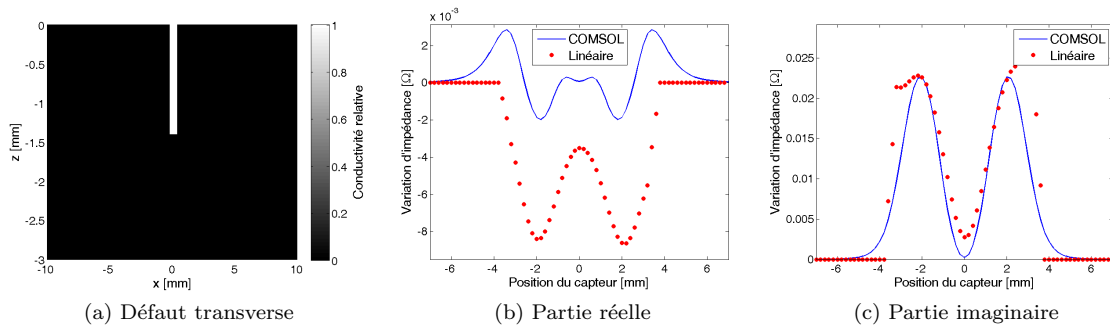 0
-0.5
-1
-1.5
-2
-2.5
-3
z [mm]
-10
-5
0
5
10
x [mm]
1
0.8
0.6
0.4
0.2
0
Conductivité relative
(a) Défaut transverse
x 10⁻³
2
0
-2
-4
-6
-8
Variation d'impédance [Ω]
COMSOL
Linéaire
-6
-4
-2
0
2
4
6
Position du capteur [mm]
(b) Partie réelle
0.025
0.02
0.015
0.01
0.005
0
Variation d'impédance [Ω]
COMSOL
Linéaire
-6
-4
-2
0
2
4
6
Position du capteur [mm]
(c) Partie imaginaire